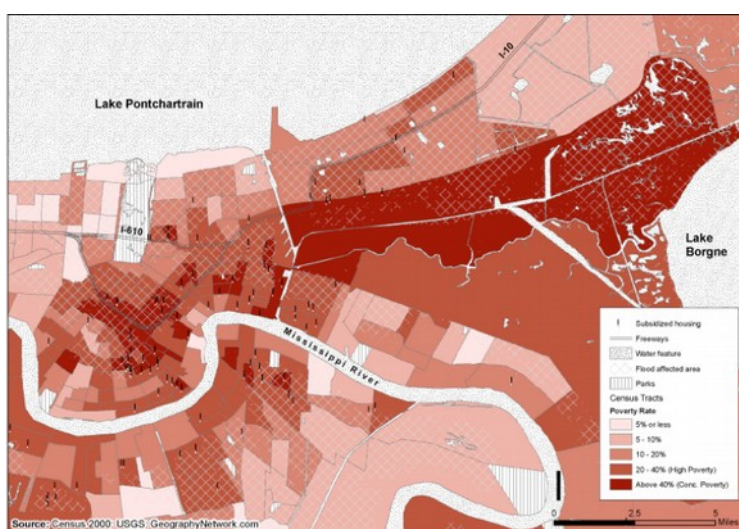 I-10
Lake Pontchartrain
I-610
Lake
Borgne
Mississippi River
Subsidized housing
Freeways
Water feature
Flood affected area
Parks
Census Tracts
Poverty Rate
5% or less
5 - 10%
10 - 20%
20 - 40% (High Poverty)
Above 40% (Conc. Poverty)
0 2.5 5
Miles
Source: Census 2000; USGS; GeographyNetwork.com